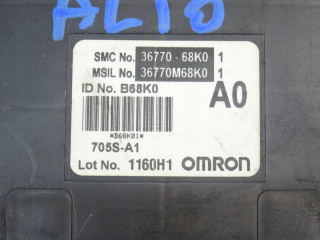 ALTO
SMC No. 36770-68K0 1
MSIL No. 36770M68K0 1
ID No. B68K0 A0
*B68K01*
705S-A1
Lot No. 1160H1 OMRON